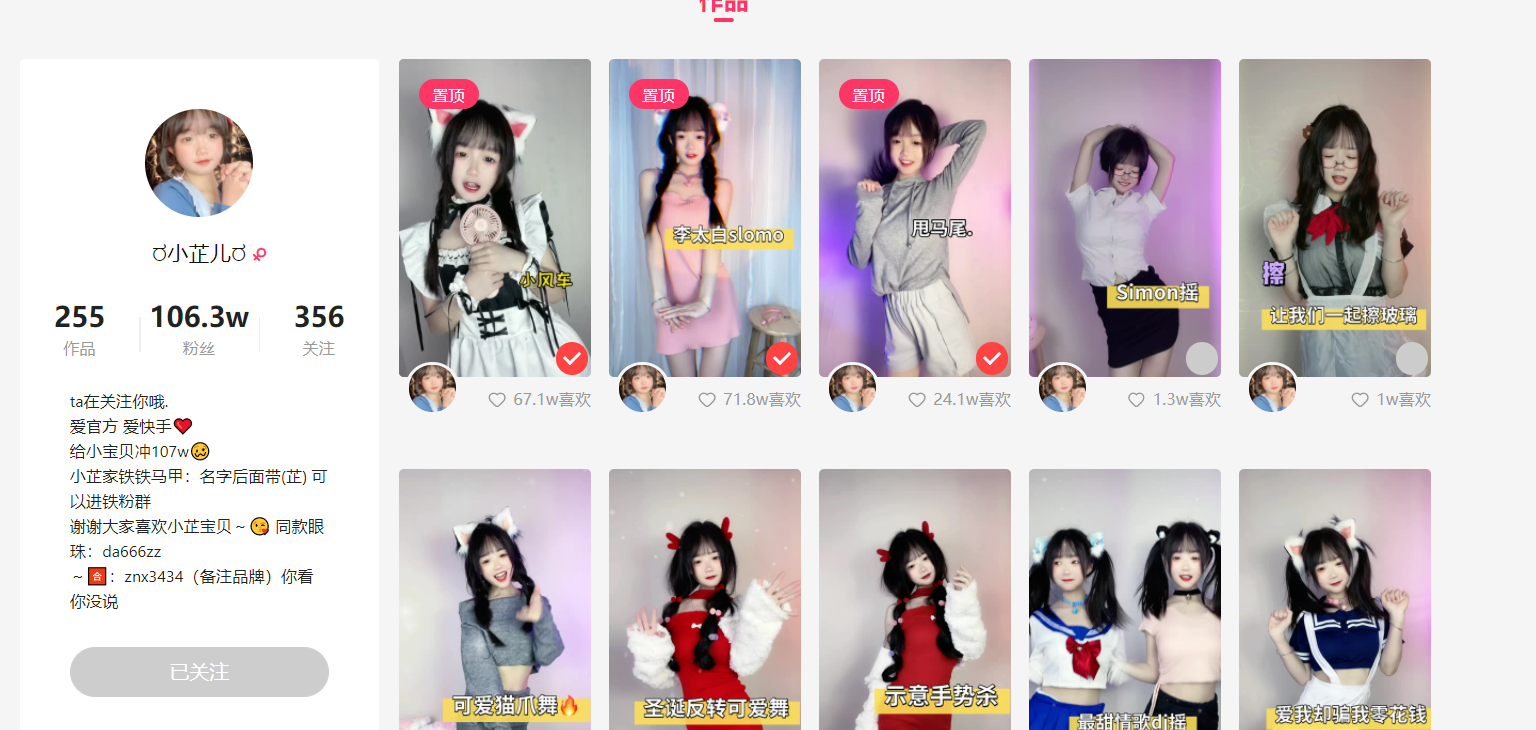 作品
ప小芷儿ప
255
作品
106.3w
粉丝
356
关注
ta在关注你哦.
爱官方 爱快手❤️
给小宝贝冲107w🥴
小芷家铁铁马甲：名字后面带(芷) 可
以进铁粉群
谢谢大家喜欢小芷宝贝～😘 同款眼
珠：da666zz
～🈴：znx3434（备注品牌）你看
你没说
已关注
置顶
小风车
67.1w喜欢
置顶
李太白slomo
71.8w喜欢
置顶
甩马尾.
24.1w喜欢
Simon摇
1.3w喜欢
擦
让我们一起擦玻璃
1w喜欢
可爱猫爪舞🔥
圣诞反转可爱舞
示意手势杀
最甜情歌dj摇
爱我却骗我零花钱